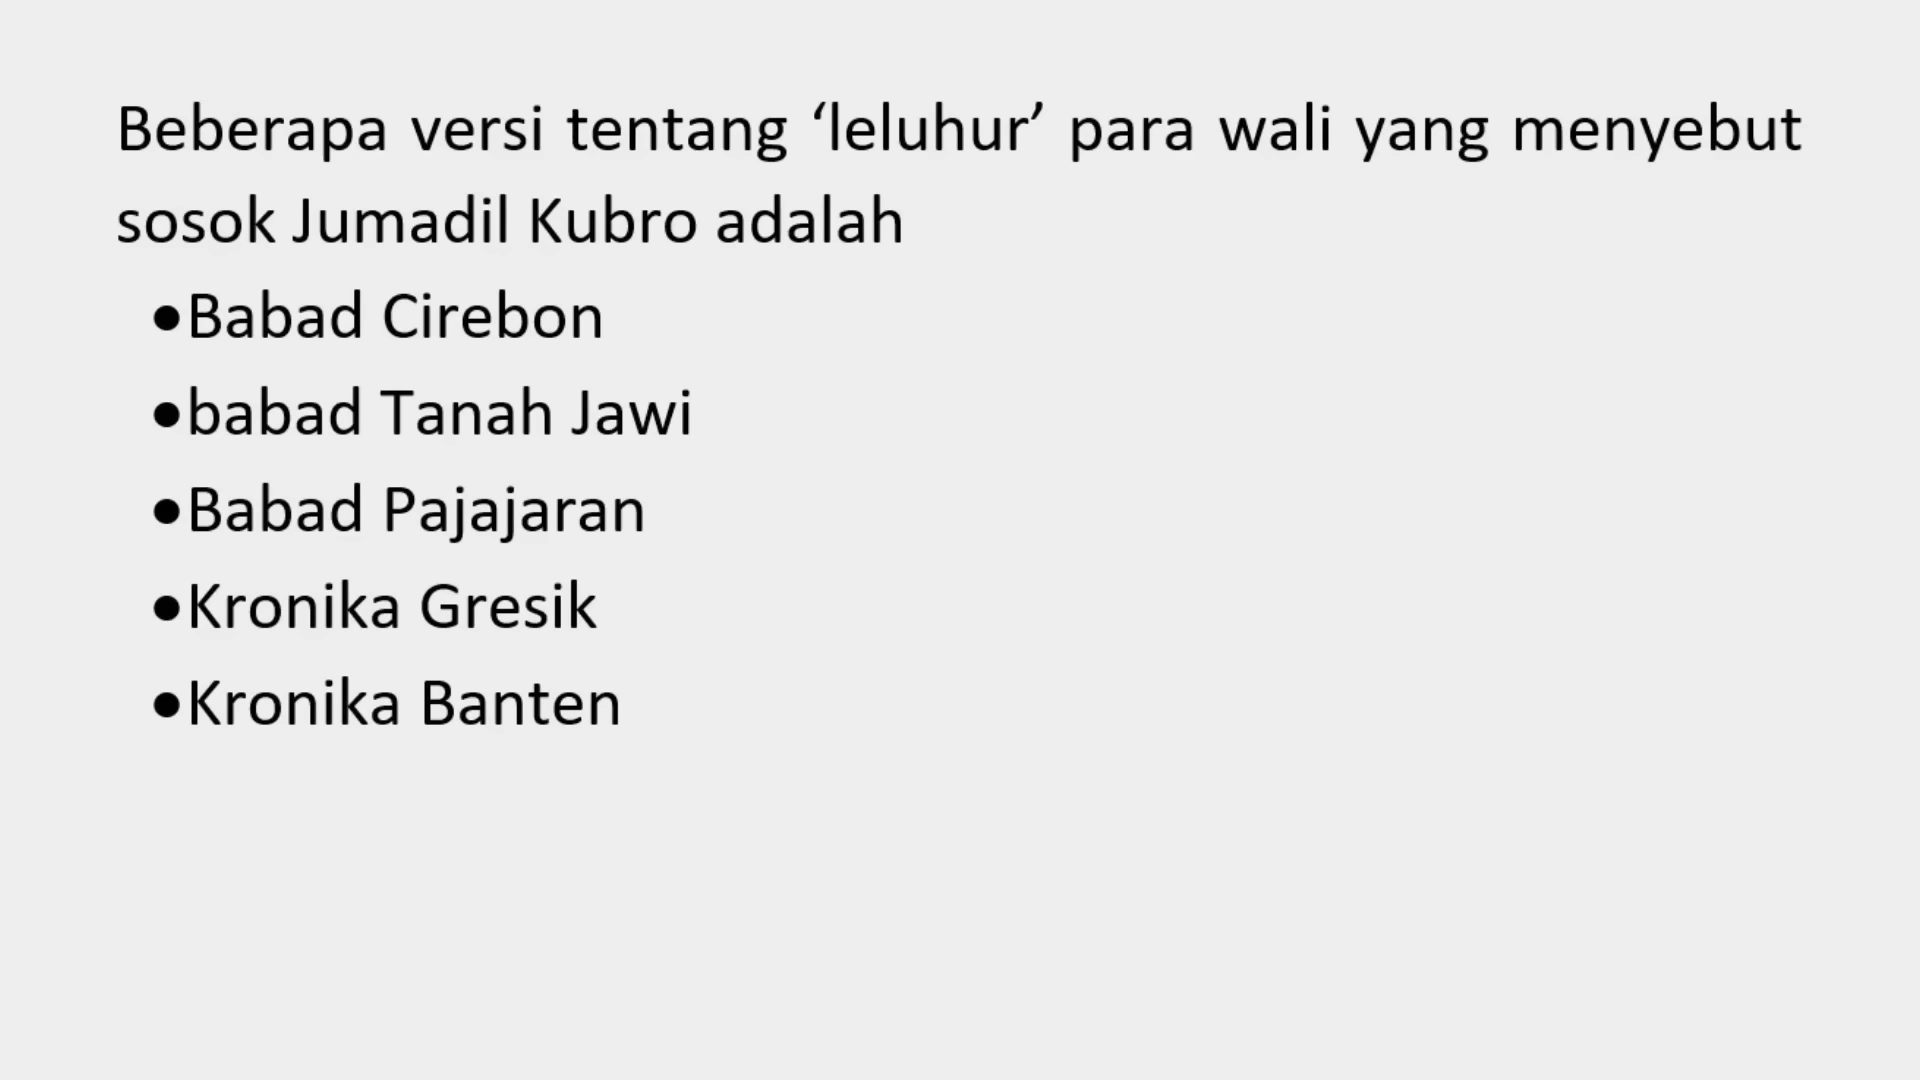 Beberapa versi tentang ‘leluhur’ para wali yang menyebut
sosok Jumadil Kubro adalah
●Babad Cirebon
●babad Tanah Jawi
●Babad Pajajaran
●Kronika Gresik
●Kronika Banten